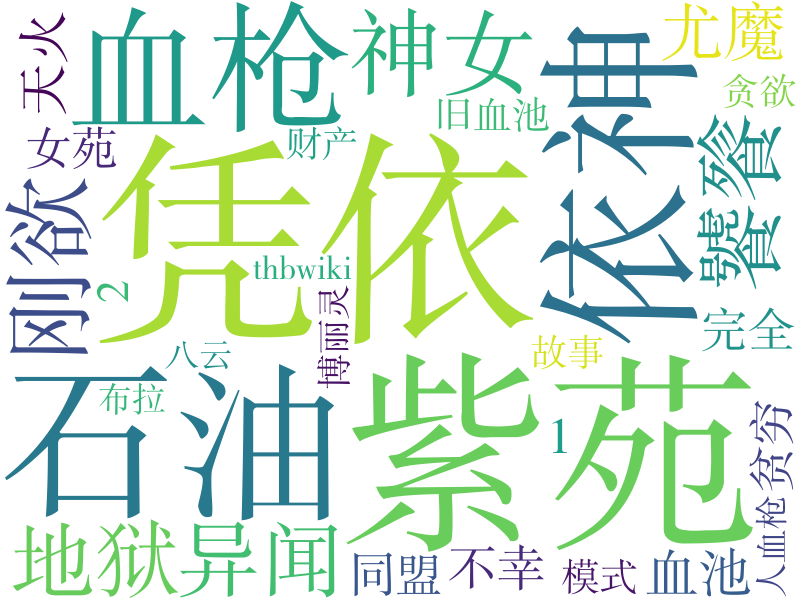 血枪
神女
尤魔
天火
依神
贪欲
旧血池
女苑
财产
凭依
饕餮
刚欲
thbwiki
2
博丽灵
完全
八云
故事
布拉
石油
紫苑
1
贫穷
人血枪
地狱异闻
同盟
不幸
模式
血池